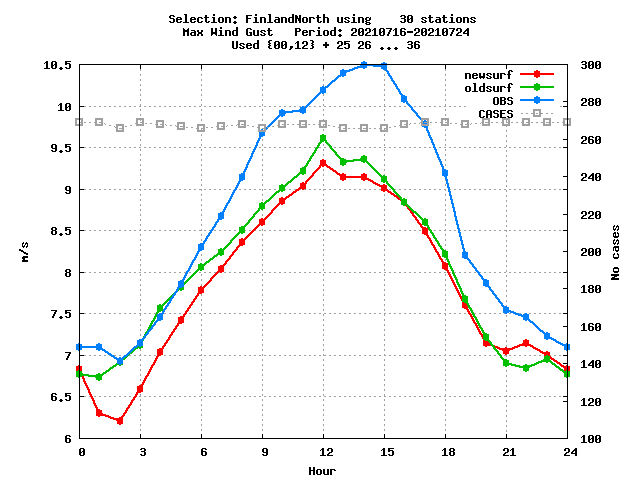 Selection: FinlandNorth using    30 stations
Max Wind Gust   Period: 20210716-20210724
Used {00,12} + 25 26 ... 36
newsurf
oldsurf
OBS
CASES
10.5
10
9.5
9
8.5
8
7.5
7
6.5
6
m/s
300
280
260
240
220
200
180
160
140
120
100
No cases
0 3 6 9 12 15 18 21 24
Hour